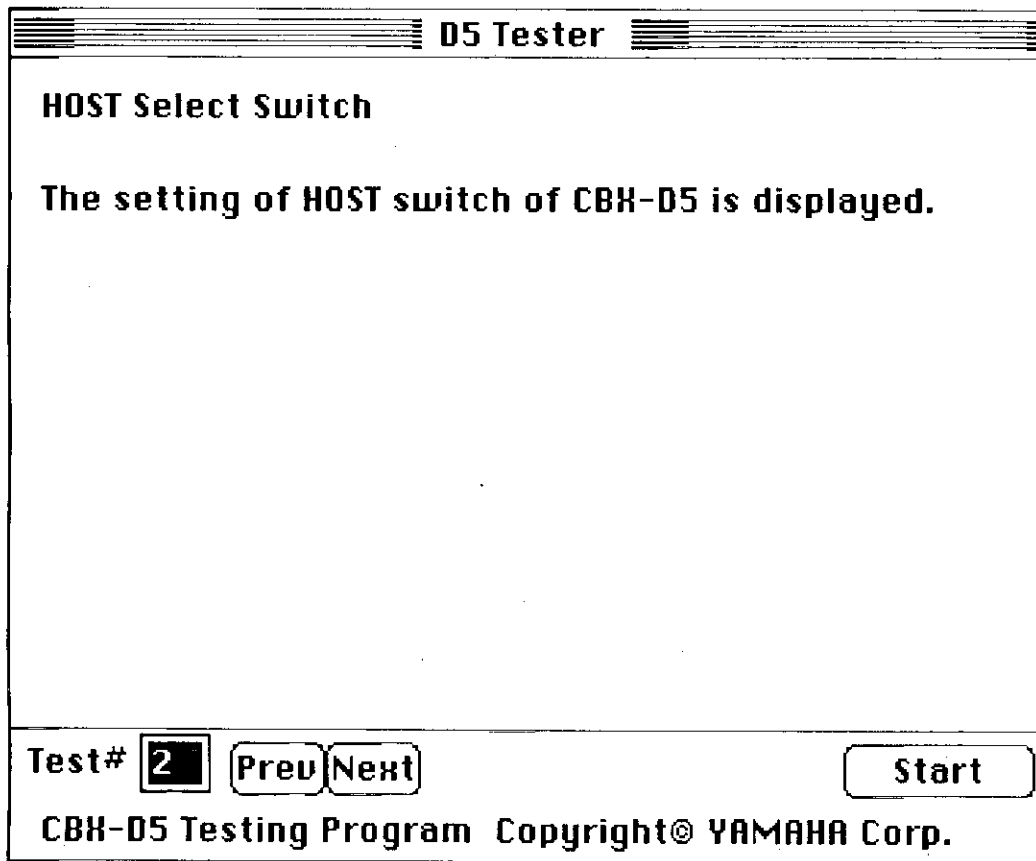 D5 Tester
HOST Select Switch
The setting of HOST switch of CBX-D5 is displayed.
Test# 2 Prev Next Start
CBX-D5 Testing Program Copyright© YAMAHA Corp.